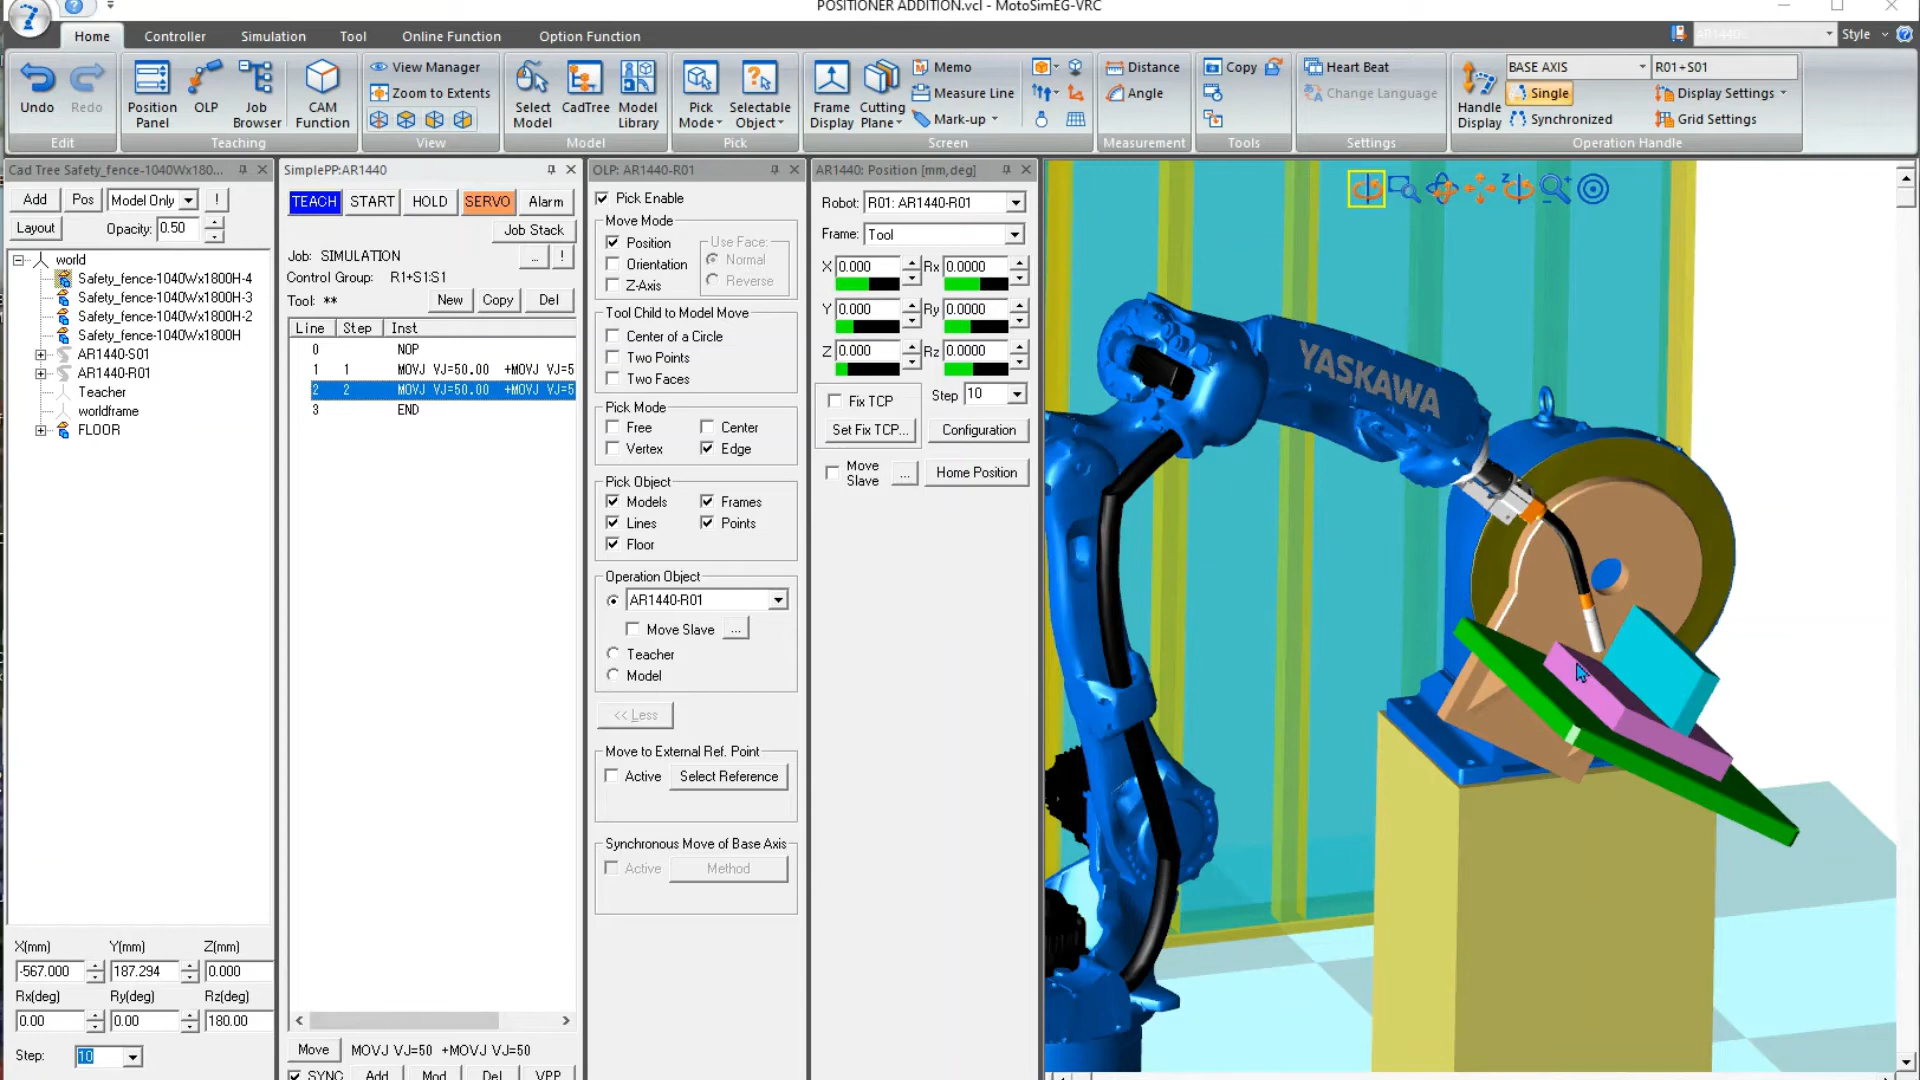 POSITIONER ADDITION.vcl - MotoSimEG-VRC
Home Controller Simulation Tool Online Function Option Function
Style
Undo Redo
Edit
Position Panel OLP Job Browser CAM Function
Teaching
View Manager
Zoom to Extents
View
Select Model CadTree Model Library
Model
Pick Mode Selectable Object
Pick
Frame Display Cutting Plane
Memo
Measure Line
Mark-up
Screen
Distance
Angle
Measurement
Copy
Tools
Heart Beat
Change Language
Settings
Handle Display
BASE AXIS R01+S01
Single Display Settings
Synchronized Grid Settings
Operation Handle
Cad Tree Safety_fence-1040Wx180...
Add Pos Model Only !
Layout Opacity: 0.50
world
Safety_fence-1040Wx1800H-4
Safety_fence-1040Wx1800H-3
Safety_fence-1040Wx1800H-2
Safety_fence-1040Wx1800H
AR1440-S01
AR1440-R01
Teacher
worldframe
FLOOR
X(mm) Y(mm) Z(mm)
-567.000 187.294 0.000
Rx(deg) Ry(deg) Rz(deg)
0.00 0.00 180.00
Step: 10
SimplePP:AR1440
TEACH START HOLD SERVO Alarm
Job Stack
Job: SIMULATION ... !
Control Group: R1+S1:S1
Tool: ** New Copy Del
Line Step Inst
0 NOP
1 1 MOVJ VJ=50.00 +MOVJ VJ=5
2 2 MOVJ VJ=50.00 +MOVJ VJ=5
3 END
Move MOVJ VJ=50 +MOVJ VJ=50
SYNC Add Mod Del VPP
OLP: AR1440-R01
Pick Enable
Move Mode
Position
Orientation
Z-Axis
Use Face:
Normal
Reverse
Tool Child to Model Move
Center of a Circle
Two Points
Two Faces
Pick Mode
Free Center
Vertex Edge
Pick Object
Models Frames
Lines Points
Floor
Operation Object
AR1440-R01
Move Slave ...
Teacher
Model
<< Less
Move to External Ref. Point
Active Select Reference
Synchronous Move of Base Axis
Active Method
AR1440: Position [mm,deg]
Robot: R01: AR1440-R01
Frame: Tool
X 0.000 Rx 0.0000
Y 0.000 Ry 0.0000
Z 0.000 Rz 0.0000
Fix TCP Step 10
Set Fix TCP... Configuration
Move Slave ... Home Position
YASKAWA